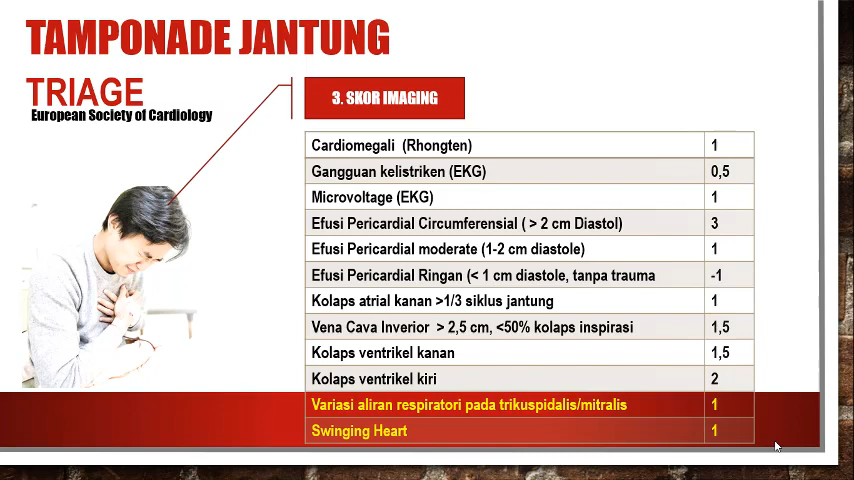 TAMPONADE JANTUNG
TRIAGE
European Society of Cardiology
3. SKOR IMAGING
Cardiomegali (Rhongten) 1
Gangguan kelistriken (EKG) 0,5
Microvoltage (EKG) 1
Efusi Pericardial Circumferensial ( > 2 cm Diastol) 3
Efusi Pericardial moderate (1-2 cm diastole) 1
Efusi Pericardial Ringan (< 1 cm diastole, tanpa trauma -1
Kolaps atrial kanan >1/3 siklus jantung 1
Vena Cava Inverior > 2,5 cm, <50% kolaps inspirasi 1,5
Kolaps ventrikel kanan 1,5
Kolaps ventrikel kiri 2
Variasi aliran respiratori pada trikuspidalis/mitralis 1
Swinging Heart 1